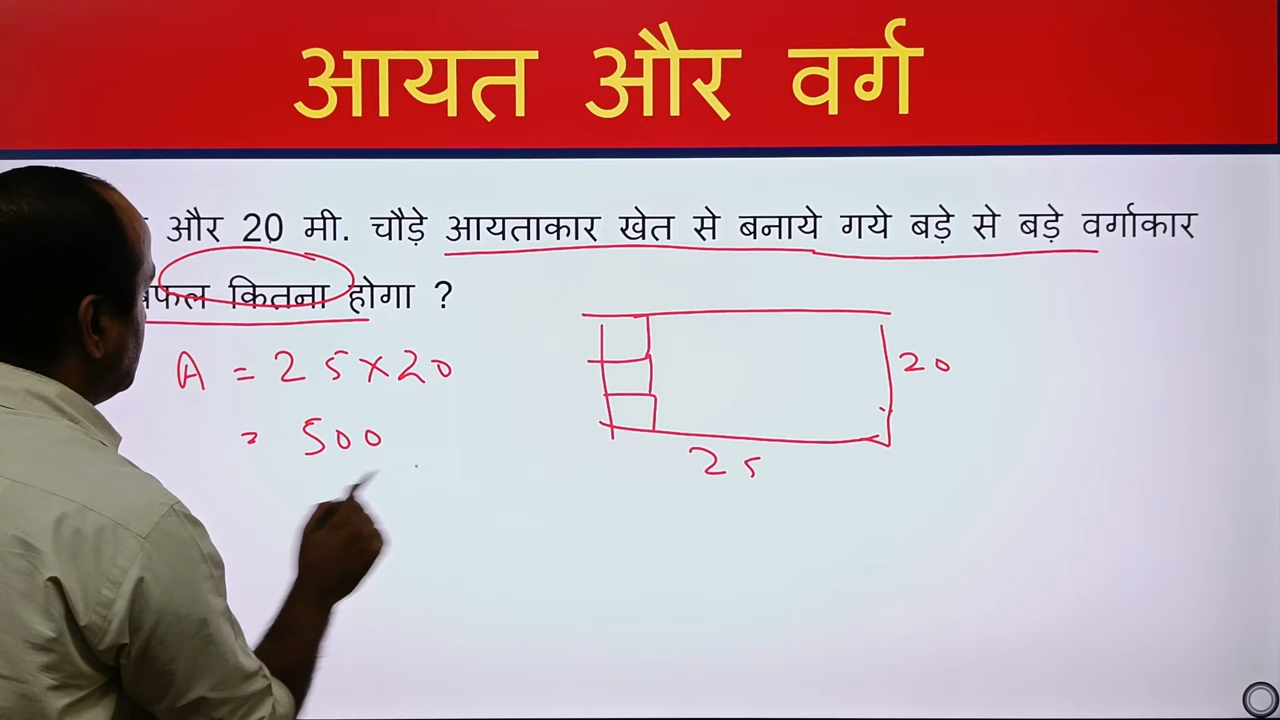 आयत और वर्ग
और 20 मी. चौड़े आयताकार खेत से बनाये गये बड़े से बड़े वर्गाकार
कितना होगा ?
A = 25×20
= 500
20
25